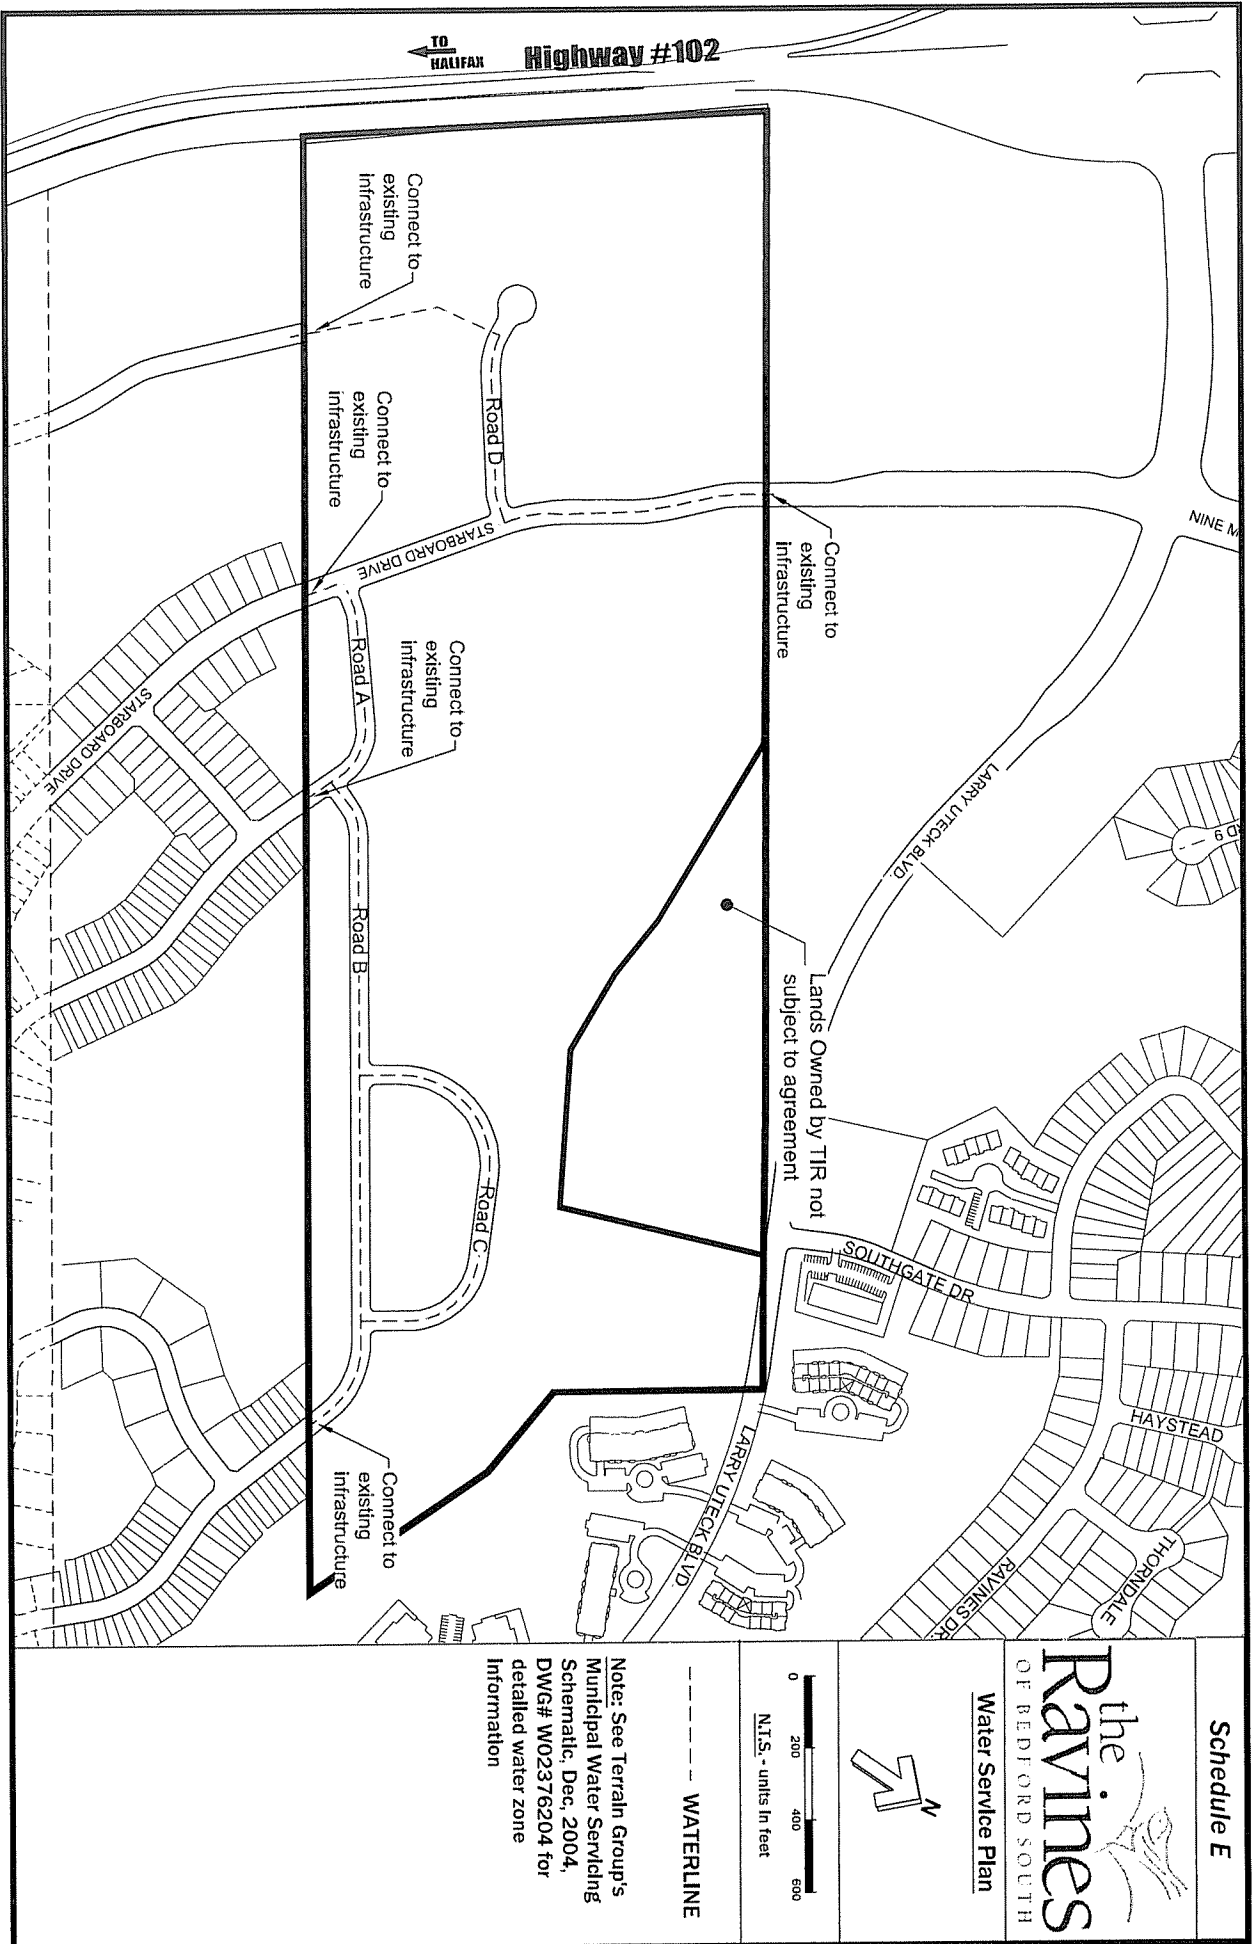 Schedule E
the
Ravines
OF BEDFORD SOUTH
Water Service Plan
N
0 200 400 600
N.T.S. - units in feet
WATERLINE
Note: See Terrain Group's
Municipal Water Servicing
Schematic, Dec, 2004,
DWG# W02376204 for
detailed water zone
information
TO
HALIFAX
Highway #102
Connect to
existing
infrastructure
Connect to
existing
infrastructure
Connect to
existing
infrastructure
Connect to
existing
infrastructure
Connect to
existing
infrastructure
Road D
STARBOARD DRIVE
Road A
STARBOARD DRIVE
STARBOARD DRIVE
Road B
Road C
Lands Owned by TIR not
subject to agreement
NINE M
LARRY UTECK BLVD.
RD 9
SOUTHGATE DR
LARRY UTECK BLVD.
HAYSTEAD
THORNDALE
RAVINES DR.